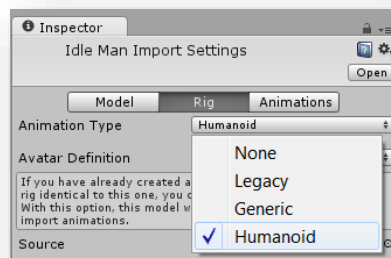 Inspector
Idle Man Import Settings
Open
Model Rig Animations
Animation Type Humanoid
None
Avatar Definition
Legacy
If you have already created a
rig identical to this one, you c
Generic
With this option, this model w
import animations.
Source
Humanoid